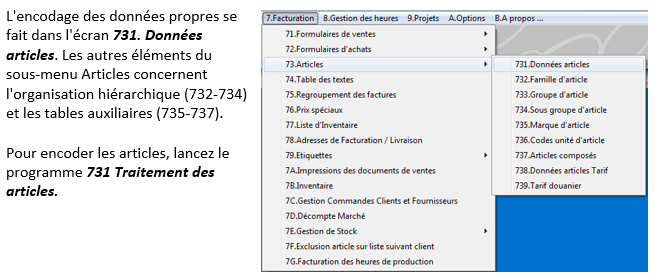 L'encodage des données propres se
fait dans l'écran 731. Données
articles. Les autres éléments du
sous-menu Articles concernent
l'organisation hiérarchique (732-734)
et les tables auxiliaires (735-737).
Pour encoder les articles, lancez le
programme 731 Traitement des
articles.
7.Facturation 8.Gestion des heures 9.Projets A.Options B.A propos ...
71.Formulaires de ventes
72.Formulaires d'achats
73.Articles
74.Table des textes
75.Regroupement des factures
76.Prix spéciaux
77.Liste d'Inventaire
78.Adresses de Facturation / Livraison
79.Etiquettes
7A.Impressions des documents de ventes
7B.Inventaire
7C.Gestion Commandes Clients et Fournisseurs
7D.Décompte Marché
7E.Gestion de Stock
7F.Exclusion article sur liste suivant client
7G.Facturation des heures de production
731.Données articles
732.Famille d'article
733.Groupe d'article
734.Sous groupe d'article
735.Marque d'article
736.Codes unité d'article
737.Articles composés
738.Données articles Tarif
739.Tarif douanier